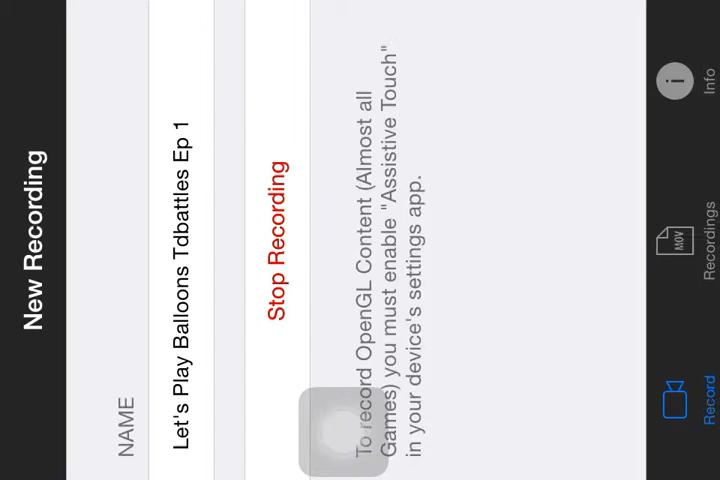 New Recording
NAME
Let's Play Balloons Tdbattles Ep 1
Stop Recording
To record OpenGL Content (Almost all
Games) you must enable "Assistive Touch"
in your device's settings app.
Record
MOV
Recordings
i
Info